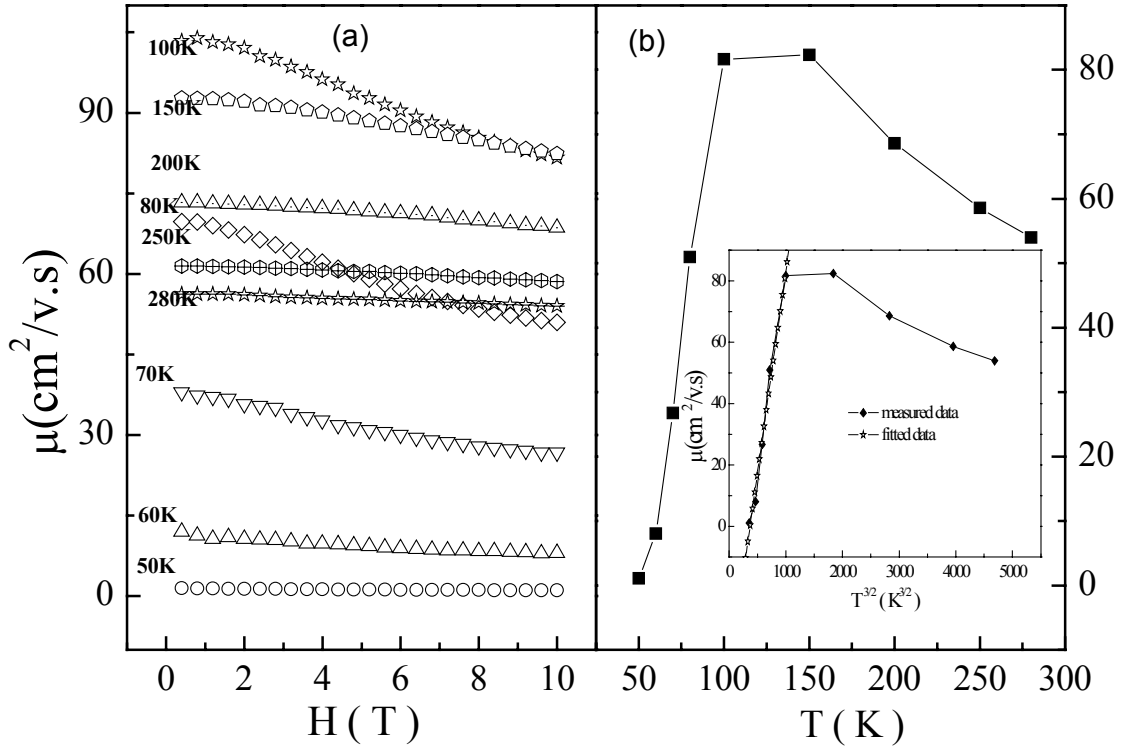 (a)
100K
150K
200K
80K
250K
280K
70K
60K
50K
90
60
30
0
μ(cm²/v.s)
0 2 4 6 8 10
H ( T )
(b)
80
60
40
20
0
50 100 150 200 250 300
T ( K )
80
60
40
20
0
μ(cm²/v.s)
measured data
fitted data
0 1000 2000 3000 4000 5000
T^3/2 (K^3/2)